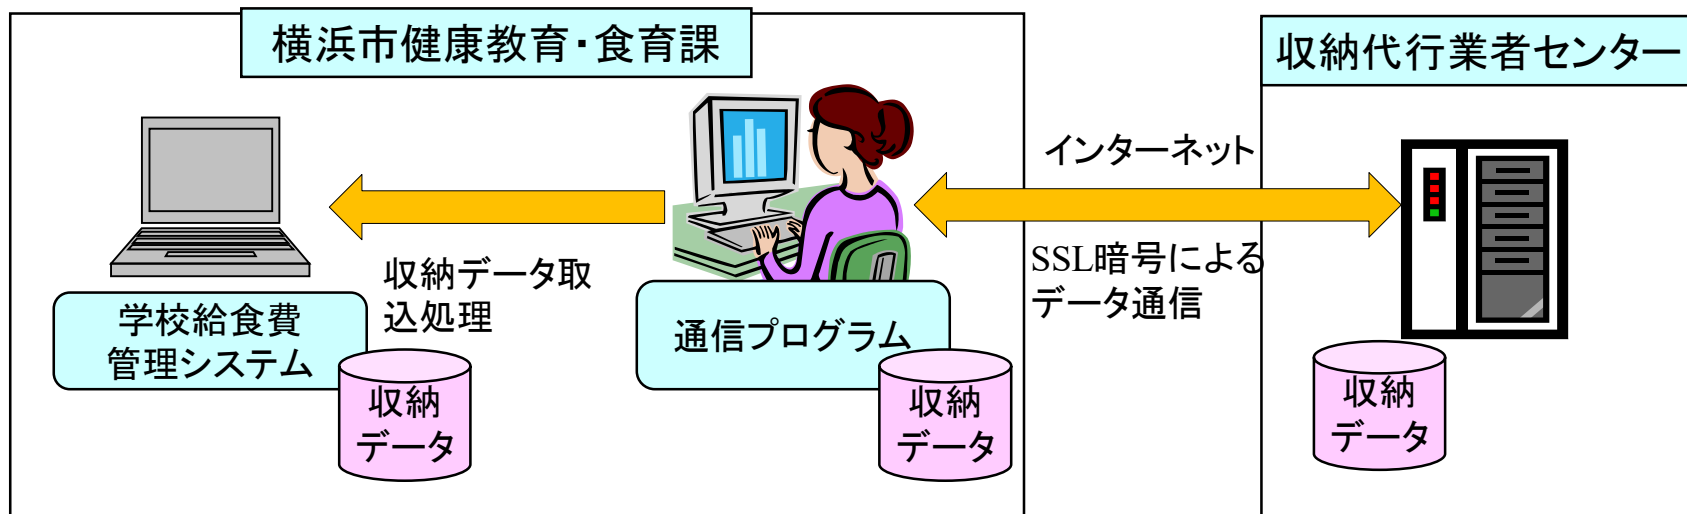 横浜市健康教育・食育課
収納代行業者センター
インターネット
収納データ取
込処理
SSL暗号による
データ通信
学校給食費
管理システム
通信プログラム
収納
データ
収納
データ
収納
データ